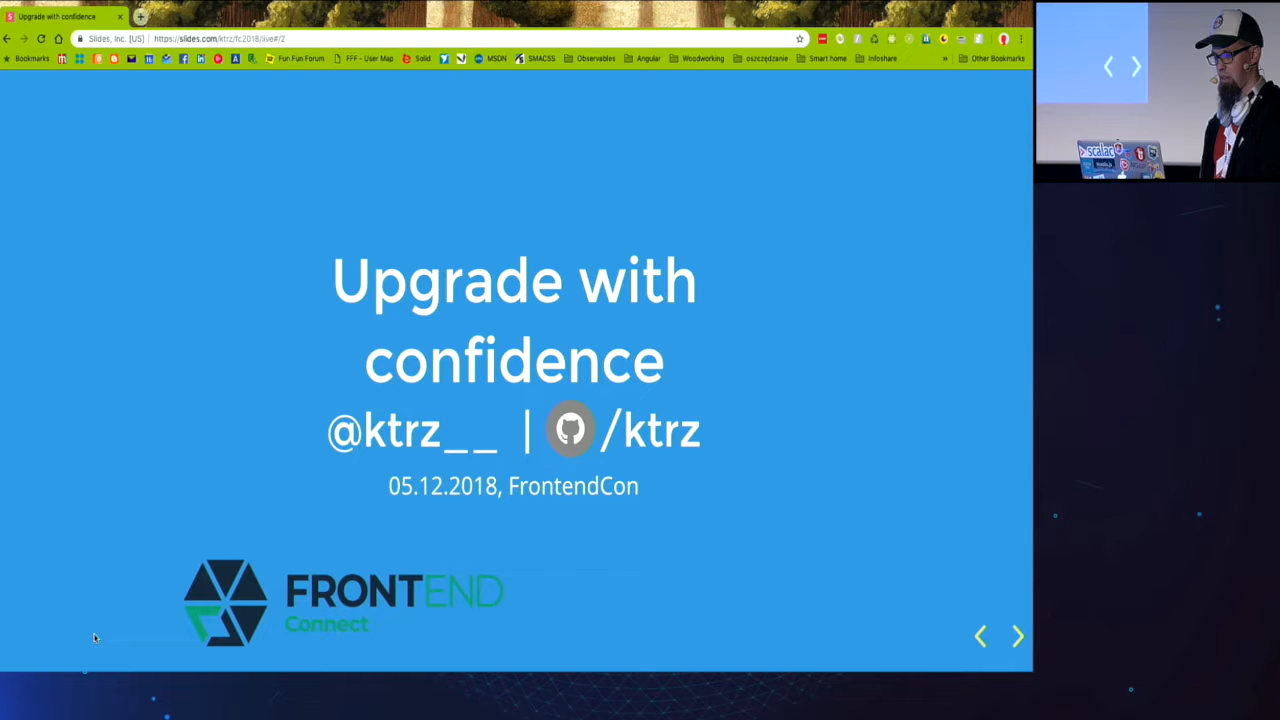 Upgrade with confidence
Slides, Inc. [US] https://slides.com/ktrz/fc2018/live#/2
Bookmarks Fun Fun Forum FFF - User Map Solid MSDN SMACSS Observables Angular Woodworking oszczędzanie Smart home Infoshare » Other Bookmarks
scalac
Upgrade with
confidence
@ktrz__ | /ktrz
05.12.2018, FrontendCon
FRONTEND
Connect